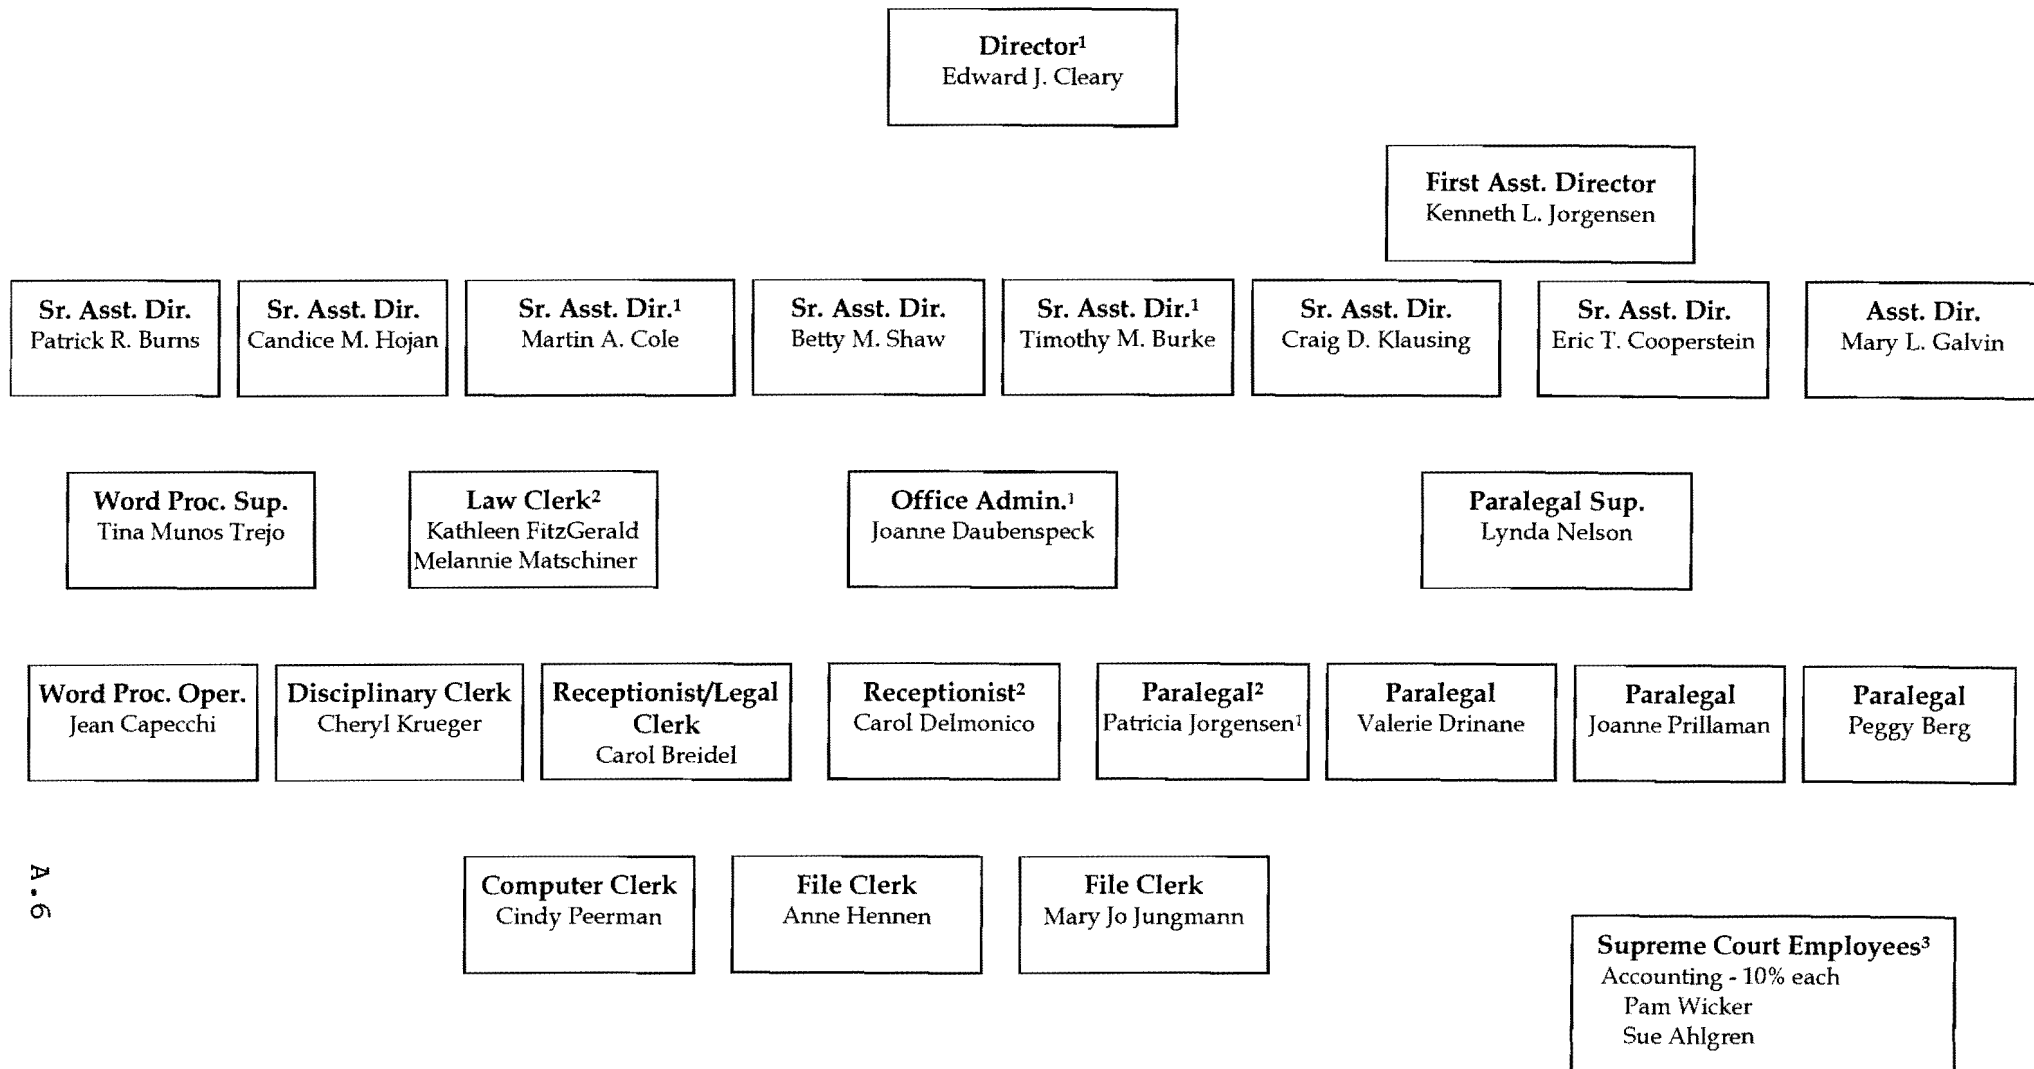 Director¹
Edward J. Cleary
First Asst. Director
Kenneth L. Jorgensen
Sr. Asst. Dir.
Patrick R. Burns
Sr. Asst. Dir.
Candice M. Hojan
Sr. Asst. Dir.¹
Martin A. Cole
Sr. Asst. Dir.
Betty M. Shaw
Sr. Asst. Dir.¹
Timothy M. Burke
Sr. Asst. Dir.
Craig D. Klausing
Sr. Asst. Dir.
Eric T. Cooperstein
Asst. Dir.
Mary L. Galvin
Word Proc. Sup.
Tina Munos Trejo
Law Clerk²
Kathleen FitzGerald
Melannie Matschiner
Office Admin.¹
Joanne Daubenspeck
Paralegal Sup.
Lynda Nelson
Word Proc. Oper.
Jean Capecchi
Disciplinary Clerk
Cheryl Krueger
Receptionist/Legal
Clerk
Carol Breidel
Receptionist²
Carol Delmonico
Paralegal²
Patricia Jorgensen¹
Paralegal
Valerie Drinane
Paralegal
Joanne Prillaman
Paralegal
Peggy Berg
Computer Clerk
Cindy Peerman
File Clerk
Anne Hennen
File Clerk
Mary Jo Jungmann
Supreme Court Employees³
Accounting - 10% each
Pam Wicker
Sue Ahlgren
A.6